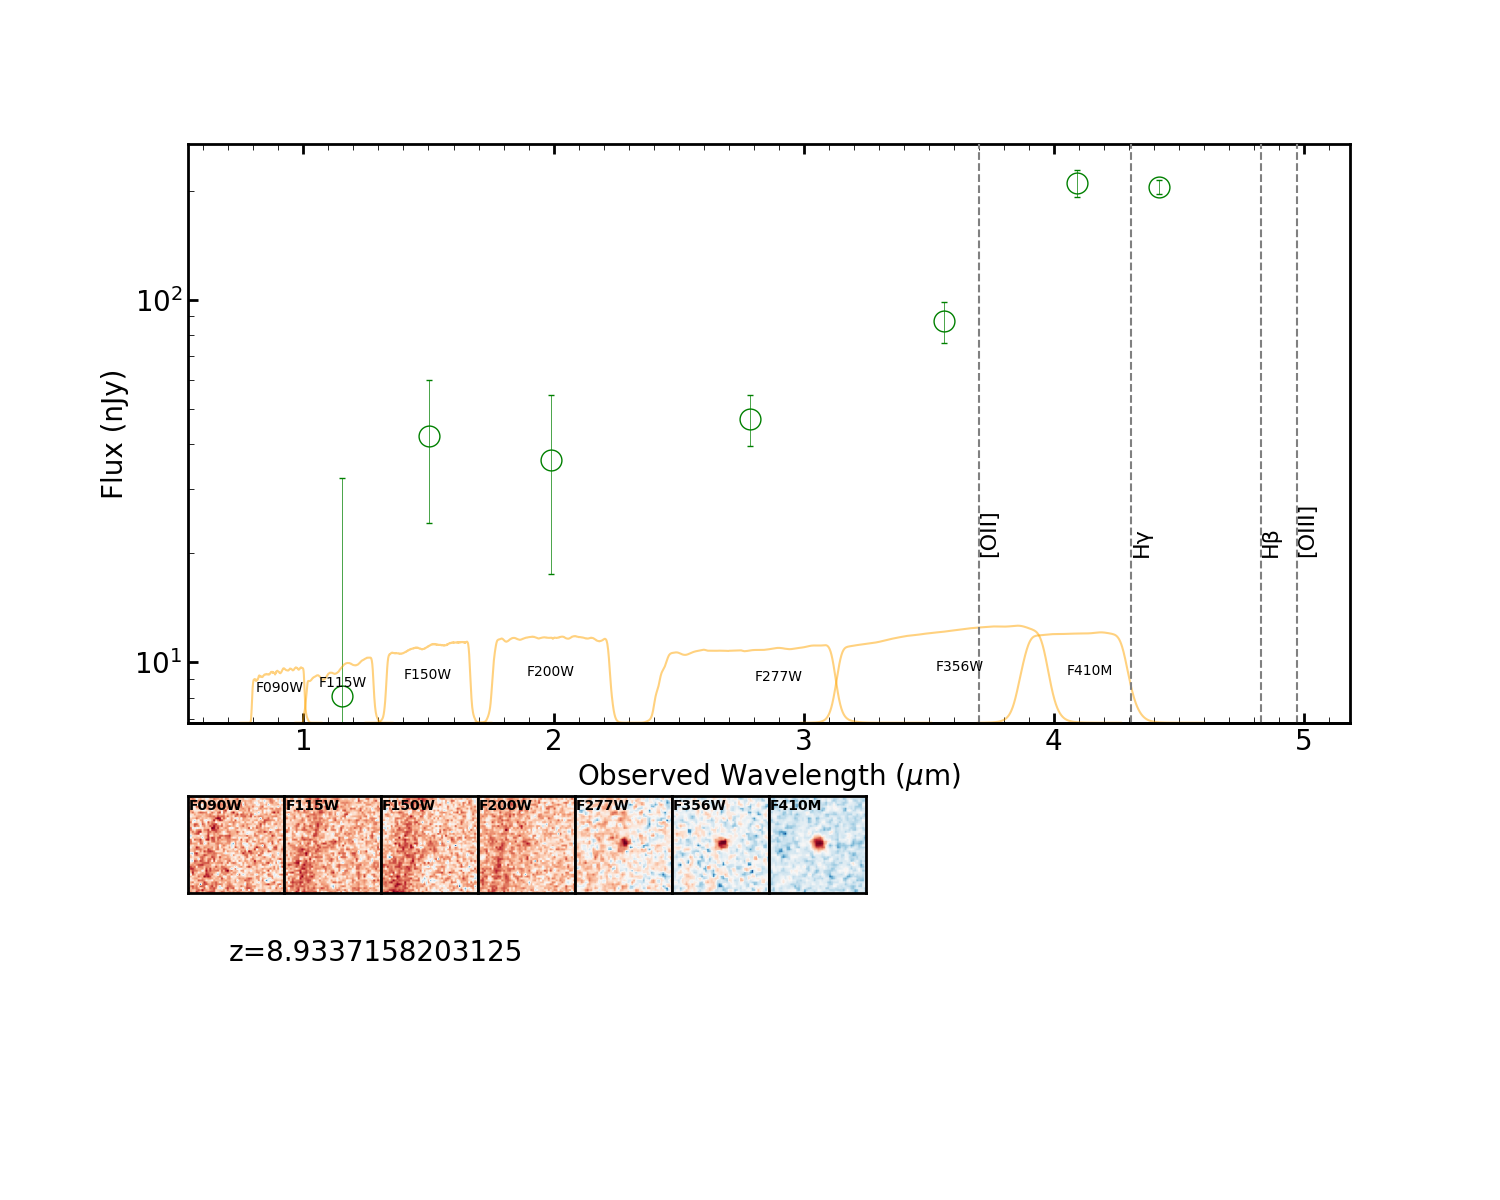 Flux (nJy)
10²
10¹
[OII]
Hγ
Hβ
[OIII]
F090W
F115W
F150W
F200W
F277W
F356W
F410M
1 2 3 4 5
Observed Wavelength (μm)
F090W F115W F150W F200W F277W F356W F410M
z=8.9337158203125